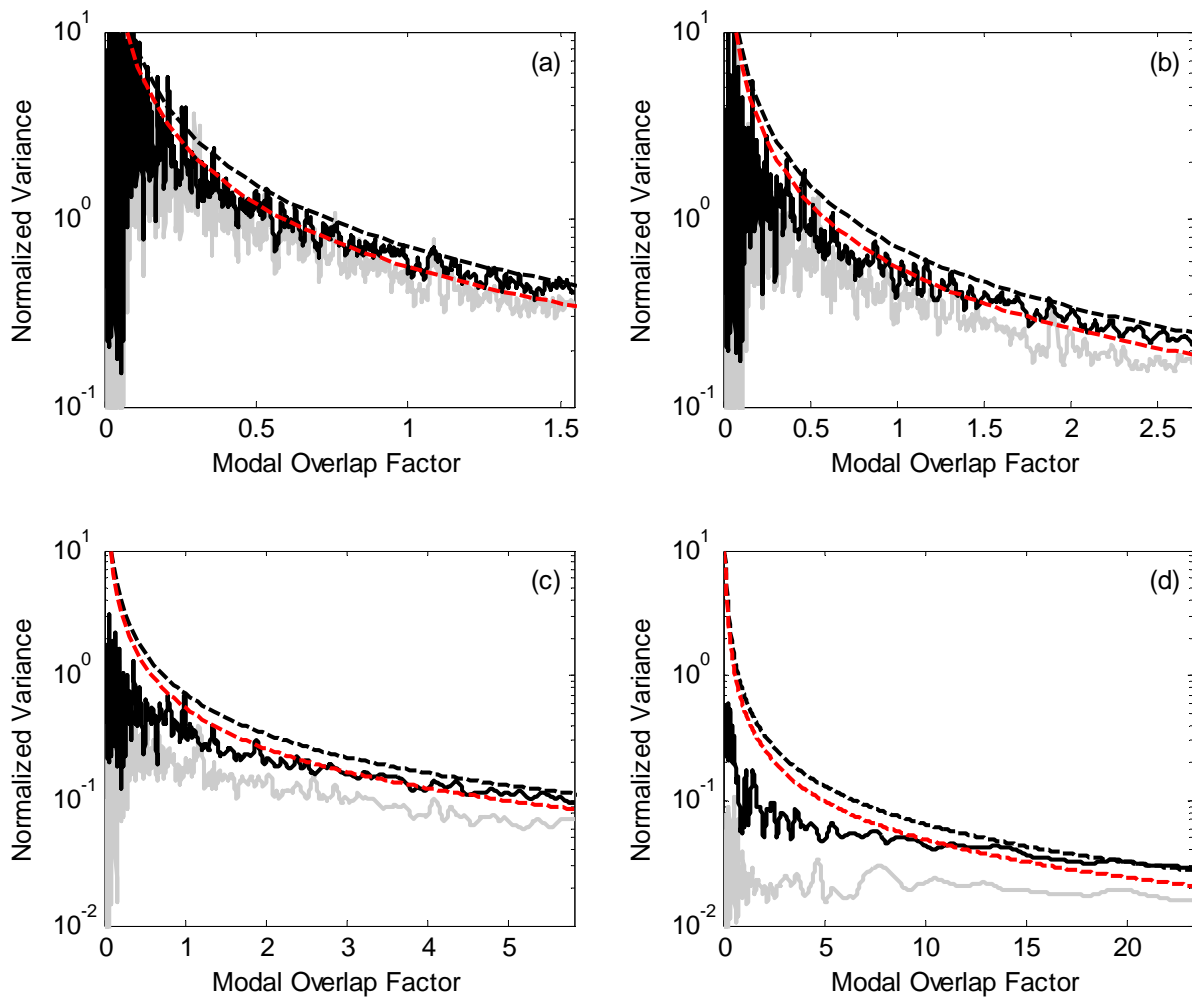 10^1
(a)
10^0
10^-1
Normalized Variance
0 0.5 1 1.5
Modal Overlap Factor
10^1
(b)
10^0
10^-1
Normalized Variance
0 0.5 1 1.5 2 2.5
Modal Overlap Factor
10^1
(c)
10^0
10^-1
10^-2
Normalized Variance
0 1 2 3 4 5
Modal Overlap Factor
10^1
(d)
10^0
10^-1
10^-2
Normalized Variance
0 5 10 15 20
Modal Overlap Factor